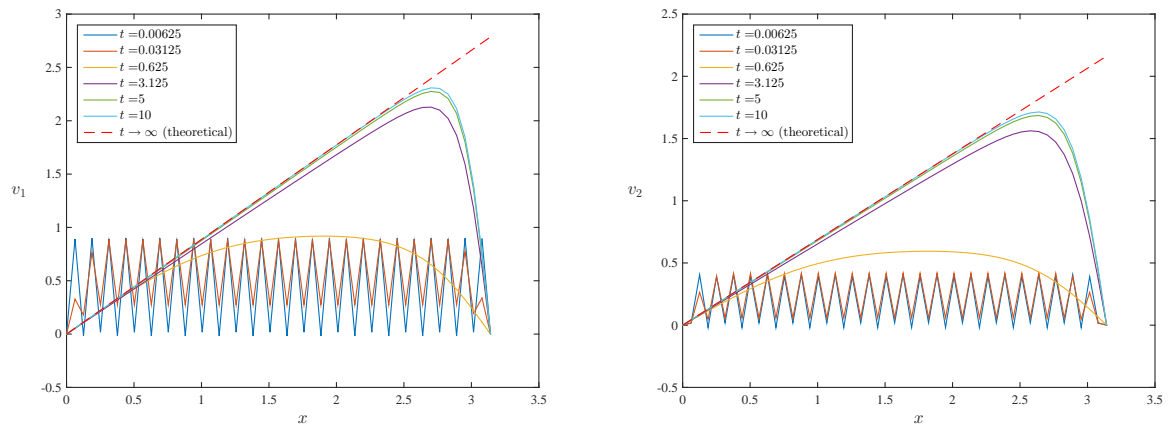 3
2.5
2
1.5
1
0.5
0
-0.5
v₁
t =0.00625
t =0.03125
t =0.625
t =3.125
t =5
t =10
t → ∞ (theoretical)
0 0.5 1 1.5 2 2.5 3 3.5
x
2.5
2
1.5
1
0.5
0
-0.5
v₂
t =0.00625
t =0.03125
t =0.625
t =3.125
t =5
t =10
t → ∞ (theoretical)
0 0.5 1 1.5 2 2.5 3 3.5
x